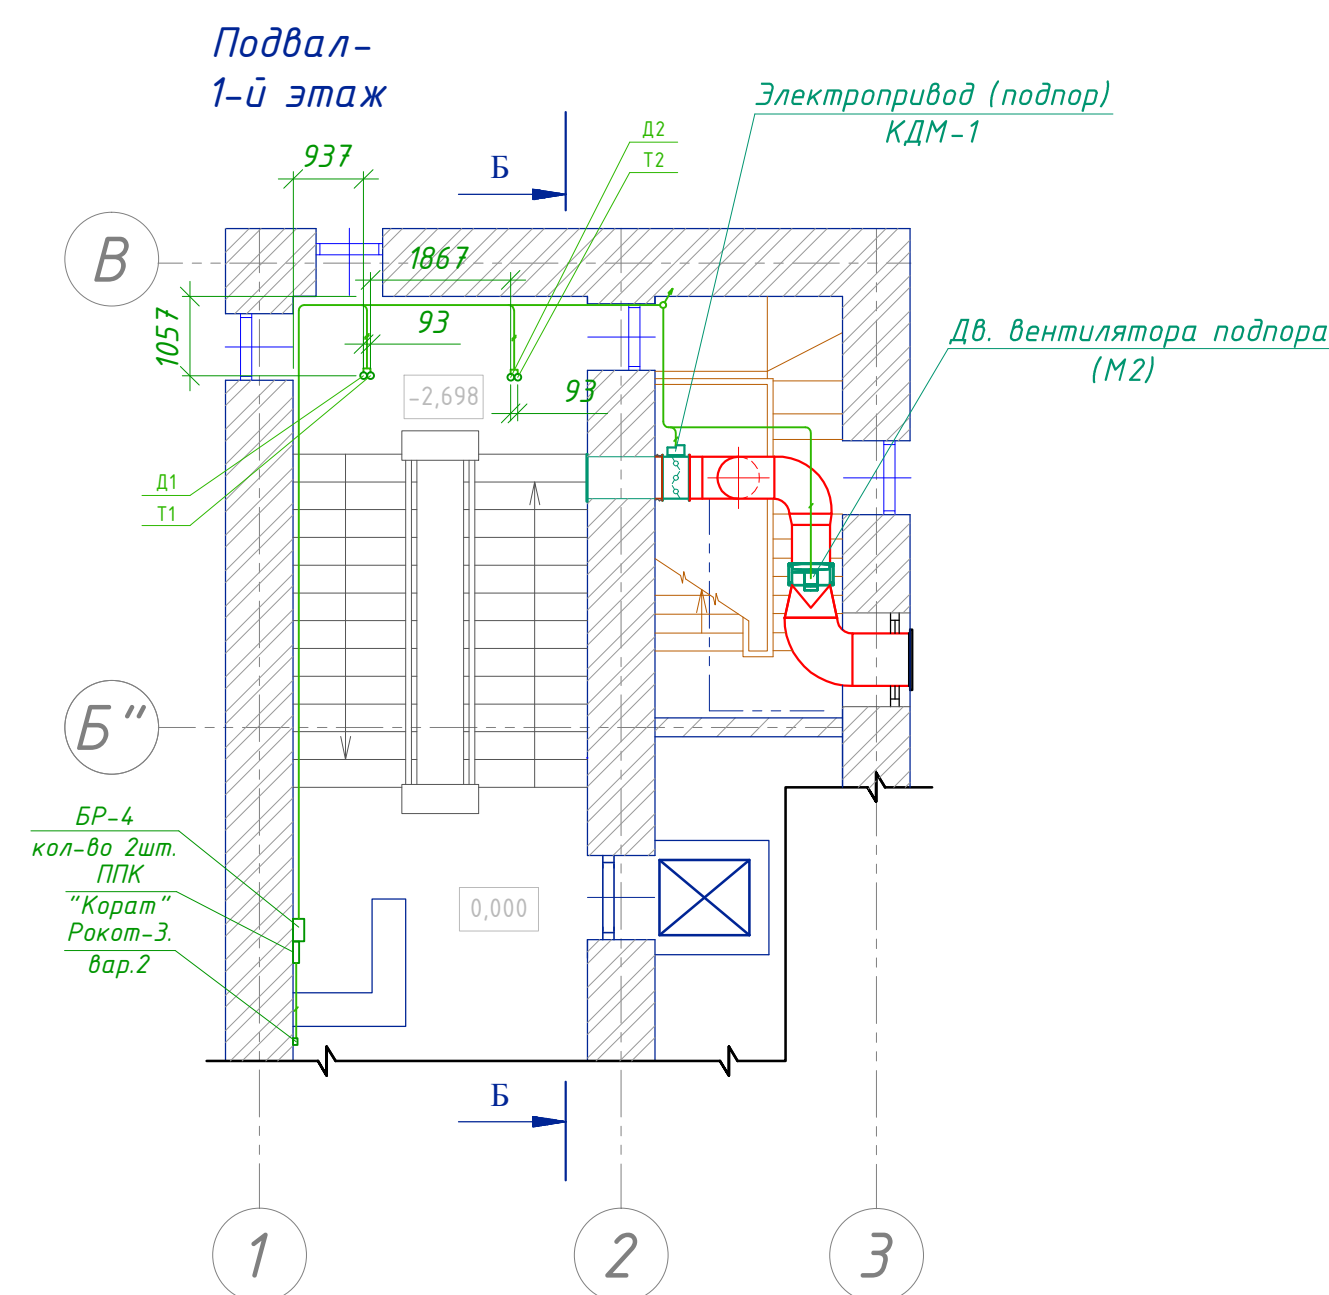 Подвал-
1-й этаж
Электропривод (подпор)
КДМ-1
Д2
Т2
937
Б
В
1867
1057
93
Дв. вентилятора подпора
(М2)
-2,698
93
Д1
Т1
Б"
БР-4
кол-во 2шт.
ППК
"Корат"
Рокот-3.
вар.2
0,000
Б
1
2
3